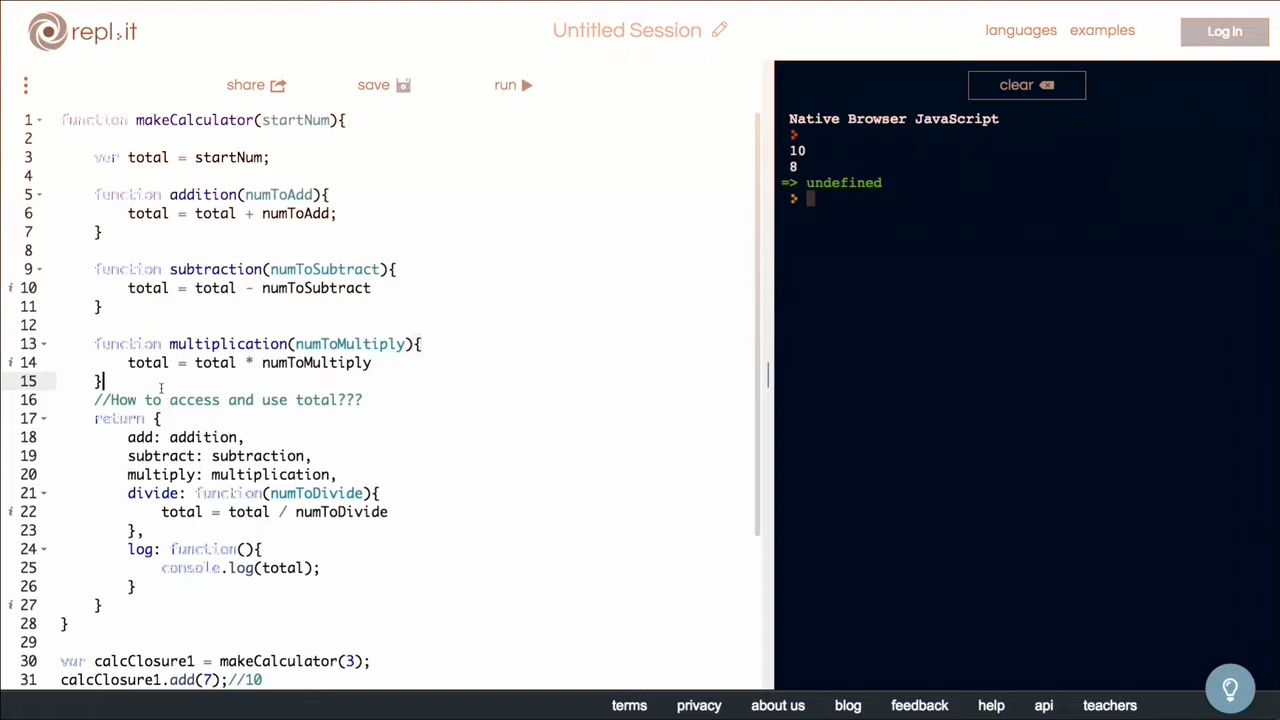 repl.it
Untitled Session
languages examples Log in
share save run
clear
1 function makeCalculator(startNum){
2
3 var total = startNum;
4
5 function addition(numToAdd){
6 total = total + numToAdd;
7 }
8
9 function subtraction(numToSubtract){
10 total = total - numToSubtract
11 }
12
13 function multiplication(numToMultiply){
14 total = total * numToMultiply
15 }
16 //How to access and use total???
17 return {
18 add: addition,
19 subtract: subtraction,
20 multiply: multiplication,
21 divide: function(numToDivide){
22 total = total / numToDivide
23 },
24 log: function(){
25 console.log(total);
26 }
27 }
28 }
29
30 var calcClosure1 = makeCalculator(3);
31 calcClosure1.add(7);//10
Native Browser JavaScript
>
10
8
=> undefined
>
terms privacy about us blog feedback help api teachers